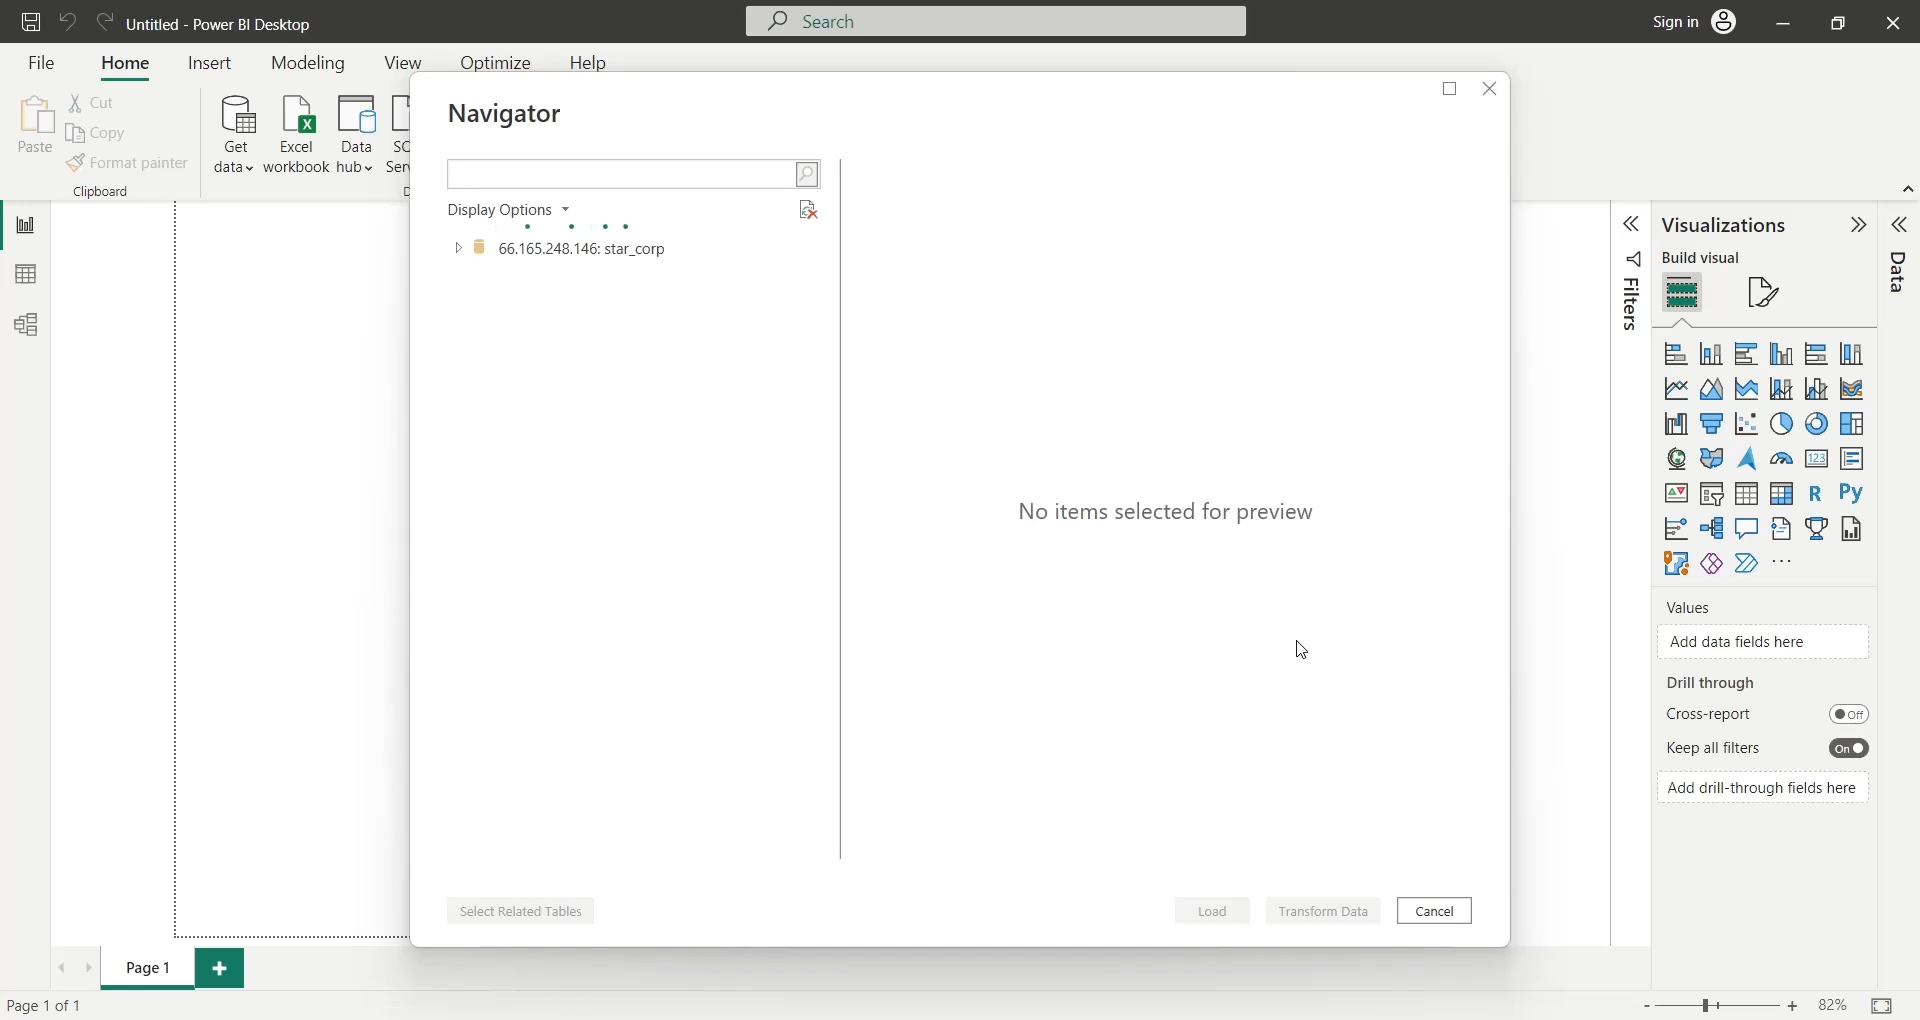 Untitled - Power BI Desktop
Search
Sign in
File Home Insert Modeling View Optimize Help
Paste
Cut
Copy
Format painter
Clipboard
Get data
Excel workbook
Data hub
Navigator
Display Options
66.165.248.146: star_corp
No items selected for preview
Select Related Tables
Load
Transform Data
Cancel
Filters
Visualizations
Build visual
123
R
Py
Values
Add data fields here
Drill through
Cross-report
Off
Keep all filters
On
Add drill-through fields here
Data
Page 1
Page 1 of 1
82%